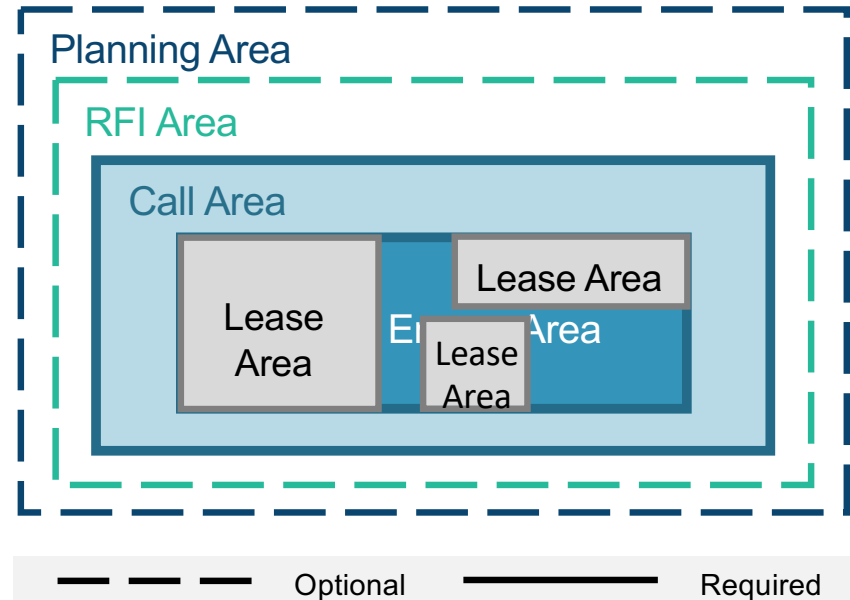 Planning Area
RFI Area
Call Area
Lease Area
Lease
Area
Area
Lease
Area
Optional
Required